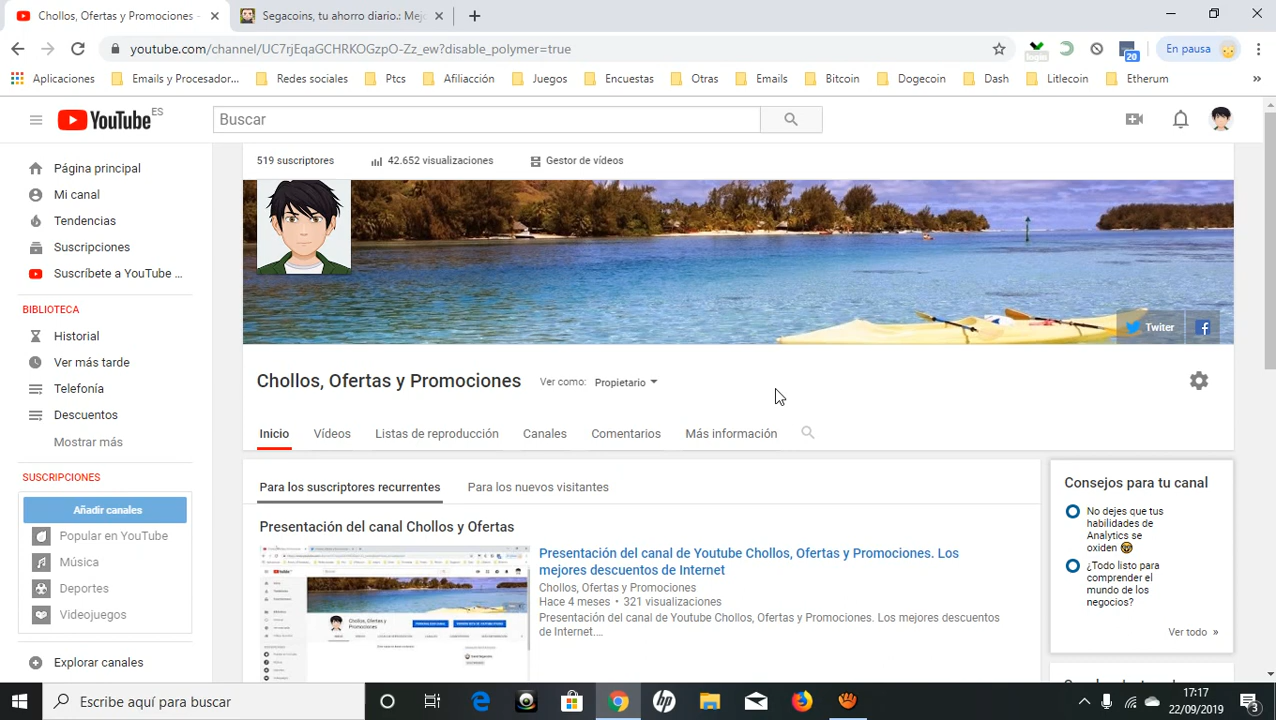 Chollos, Ofertas y Promociones -
Segacoins, tu ahorro diario.: Mejo
youtube.com/channel/UC7rjEqaGCHRKOGzpO-Zz_ew?disable_polymer=true
20
En pausa
Aplicaciones
Emails y Procesador...
Redes sociales
Ptcs
Afiliacción
Juegos
Encuestas
Emails
Bitcoin
Dogecoin
Dash
Litlecoin
Etherum
»
YouTube ES
Buscar
519 suscriptores
42.652 visualizaciones
Gestor de vídeos
Página principal
Mi canal
Tendencias
Suscripciones
Suscríbete a YouTube ...
BIBLIOTECA
Historial
Ver más tarde
Telefonía
Descuentos
Mostrar más
SUSCRIPCIONES
Añadir canales
Popular en YouTube
Música
Deportes
Videojuegos
Explorar canales
Twiter
Chollos, Ofertas y Promociones
Ver como:
Propietario
Inicio
Vídeos
Listas de reproducción
Canales
Comentarios
Más información
Para los suscriptores recurrentes
Para los nuevos visitantes
Presentación del canal Chollos y Ofertas
Presentación del canal de Youtube Chollos, Ofertas y Promociones. Los
mejores descuentos de Internet
Chollos, Ofertas y Promociones
Hace 4 meses • 321 visualizaciones
Presentación del canal de Youtube Chollos, Ofertas y Promociones.Los mejores descuentos
de Internet....
Chollos, Ofertas y
Promociones
Consejos para tu canal
No dejes que tus
habilidades de
Analytics se
oxiden
¿Todo listo para
comprender el
mundo de los
negocios?
Ver todo »
Escribe aquí para buscar
7:17
22/09/2019
3